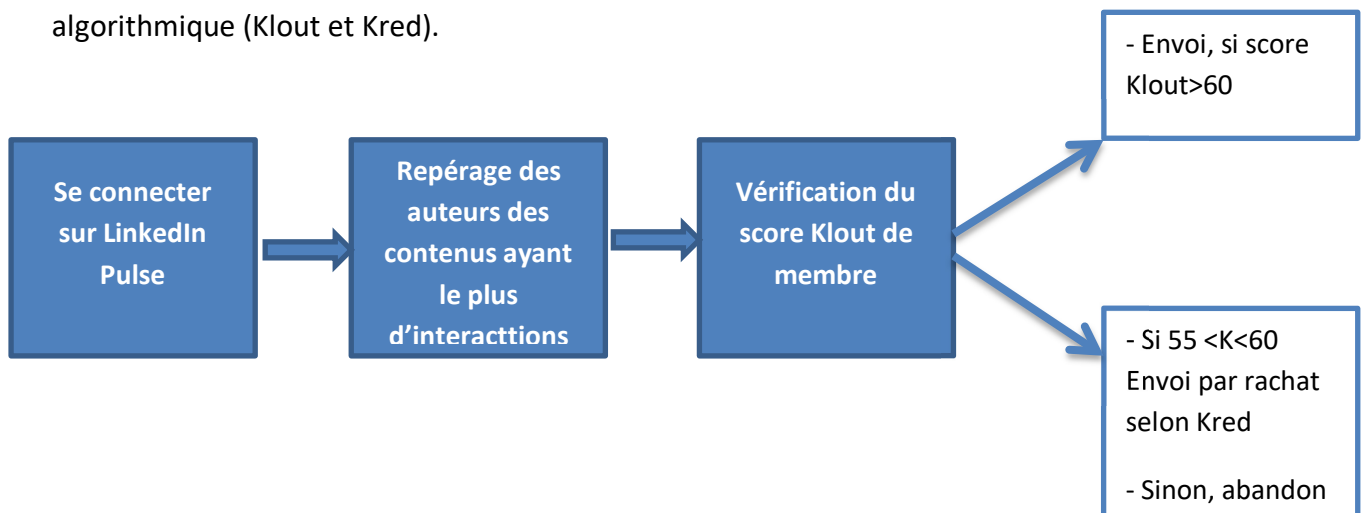 algorithmique (Klout et Kred).
Se connecter
sur LinkedIn
Pulse
Repérage des
auteurs des
contenus ayant
le plus
d’interacttions
Vérification du
score Klout de
membre
- Envoi, si score
Klout>60
- Si 55 <K<60
Envoi par rachat
selon Kred
- Sinon, abandon